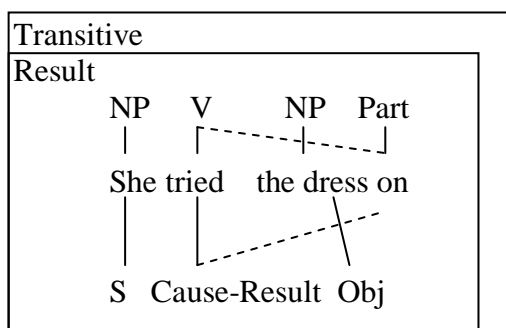 Transitive
Result
NP V NP Part
She tried the dress on
S Cause-Result Obj